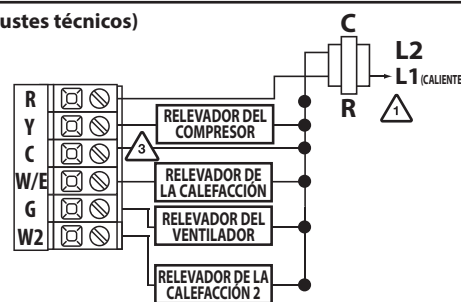 ustes técnicos)
C
L2
L1 (CALIENTE
R
1
R
Y
C
W/E
G
W2
3
RELEVADOR DEL
COMPRESOR
RELEVADOR DE
LA CALEFACCIÓN
RELEVADOR DEL
VENTILADOR
RELEVADOR DE LA
CALEFACCIÓN 2